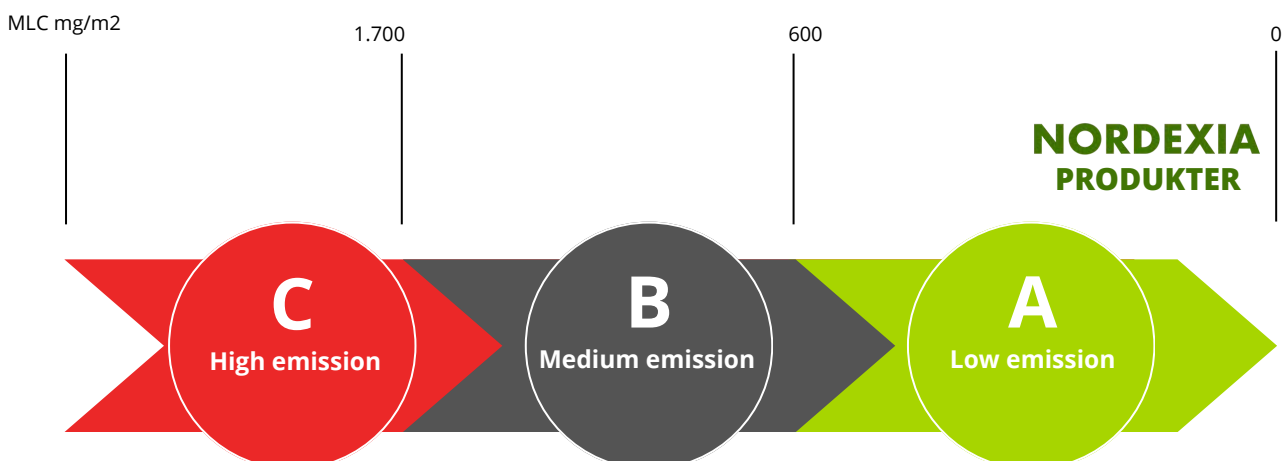 MLC mg/m2
1.700
600
0
NORDEXIA
PRODUKTER
C
High emission
B
Medium emission
A
Low emission